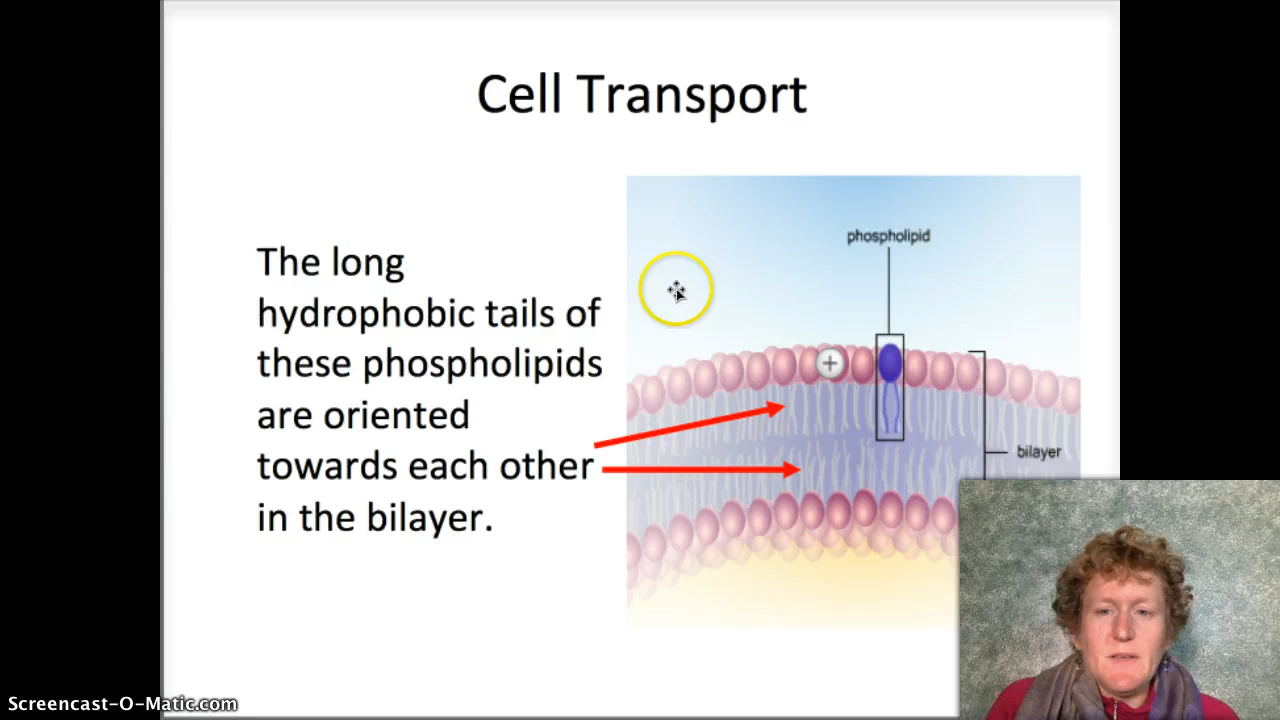 Cell Transport
The long
hydrophobic tails of
these phospholipids
are oriented
towards each other
in the bilayer.
phospholipid
bilayer
Screencast-O-Matic.com